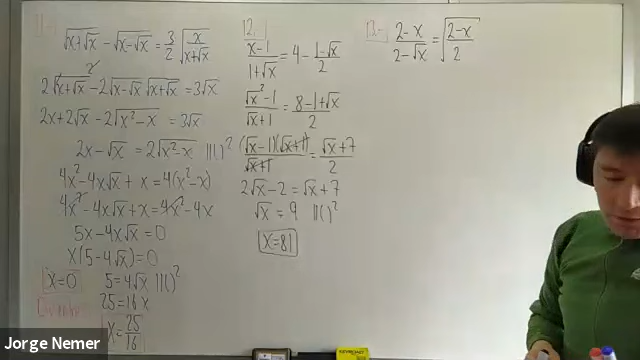 √x+√x - √x-√x = 3/2 √x/√x+√x
2√x+√x² - 2√x-√x √x+√x = 3√x
2x+2√x - 2√x²-x = 3√x
2x-√x = 2√x²-x ||()²
4x²-4x√x+x = 4(x²-x)
4x²-4x√x+x = 4x²-4x
5x-4x√x = 0
x(5-4√x) = 0
x=0 5=4√x ||()²
25=16x
x=25/16
12.-
x-1/1+√x = 4 - 1-√x/2
√x²-1/√x+1 = 8-1+√x/2
(√x-1)(√x+1)/√x+1 = √x+7/2
2√x-2 = √x+7
√x = 9 ||()²
x=81
13.- 2-x/2-√x = √2-x/2
Jorge Nemer